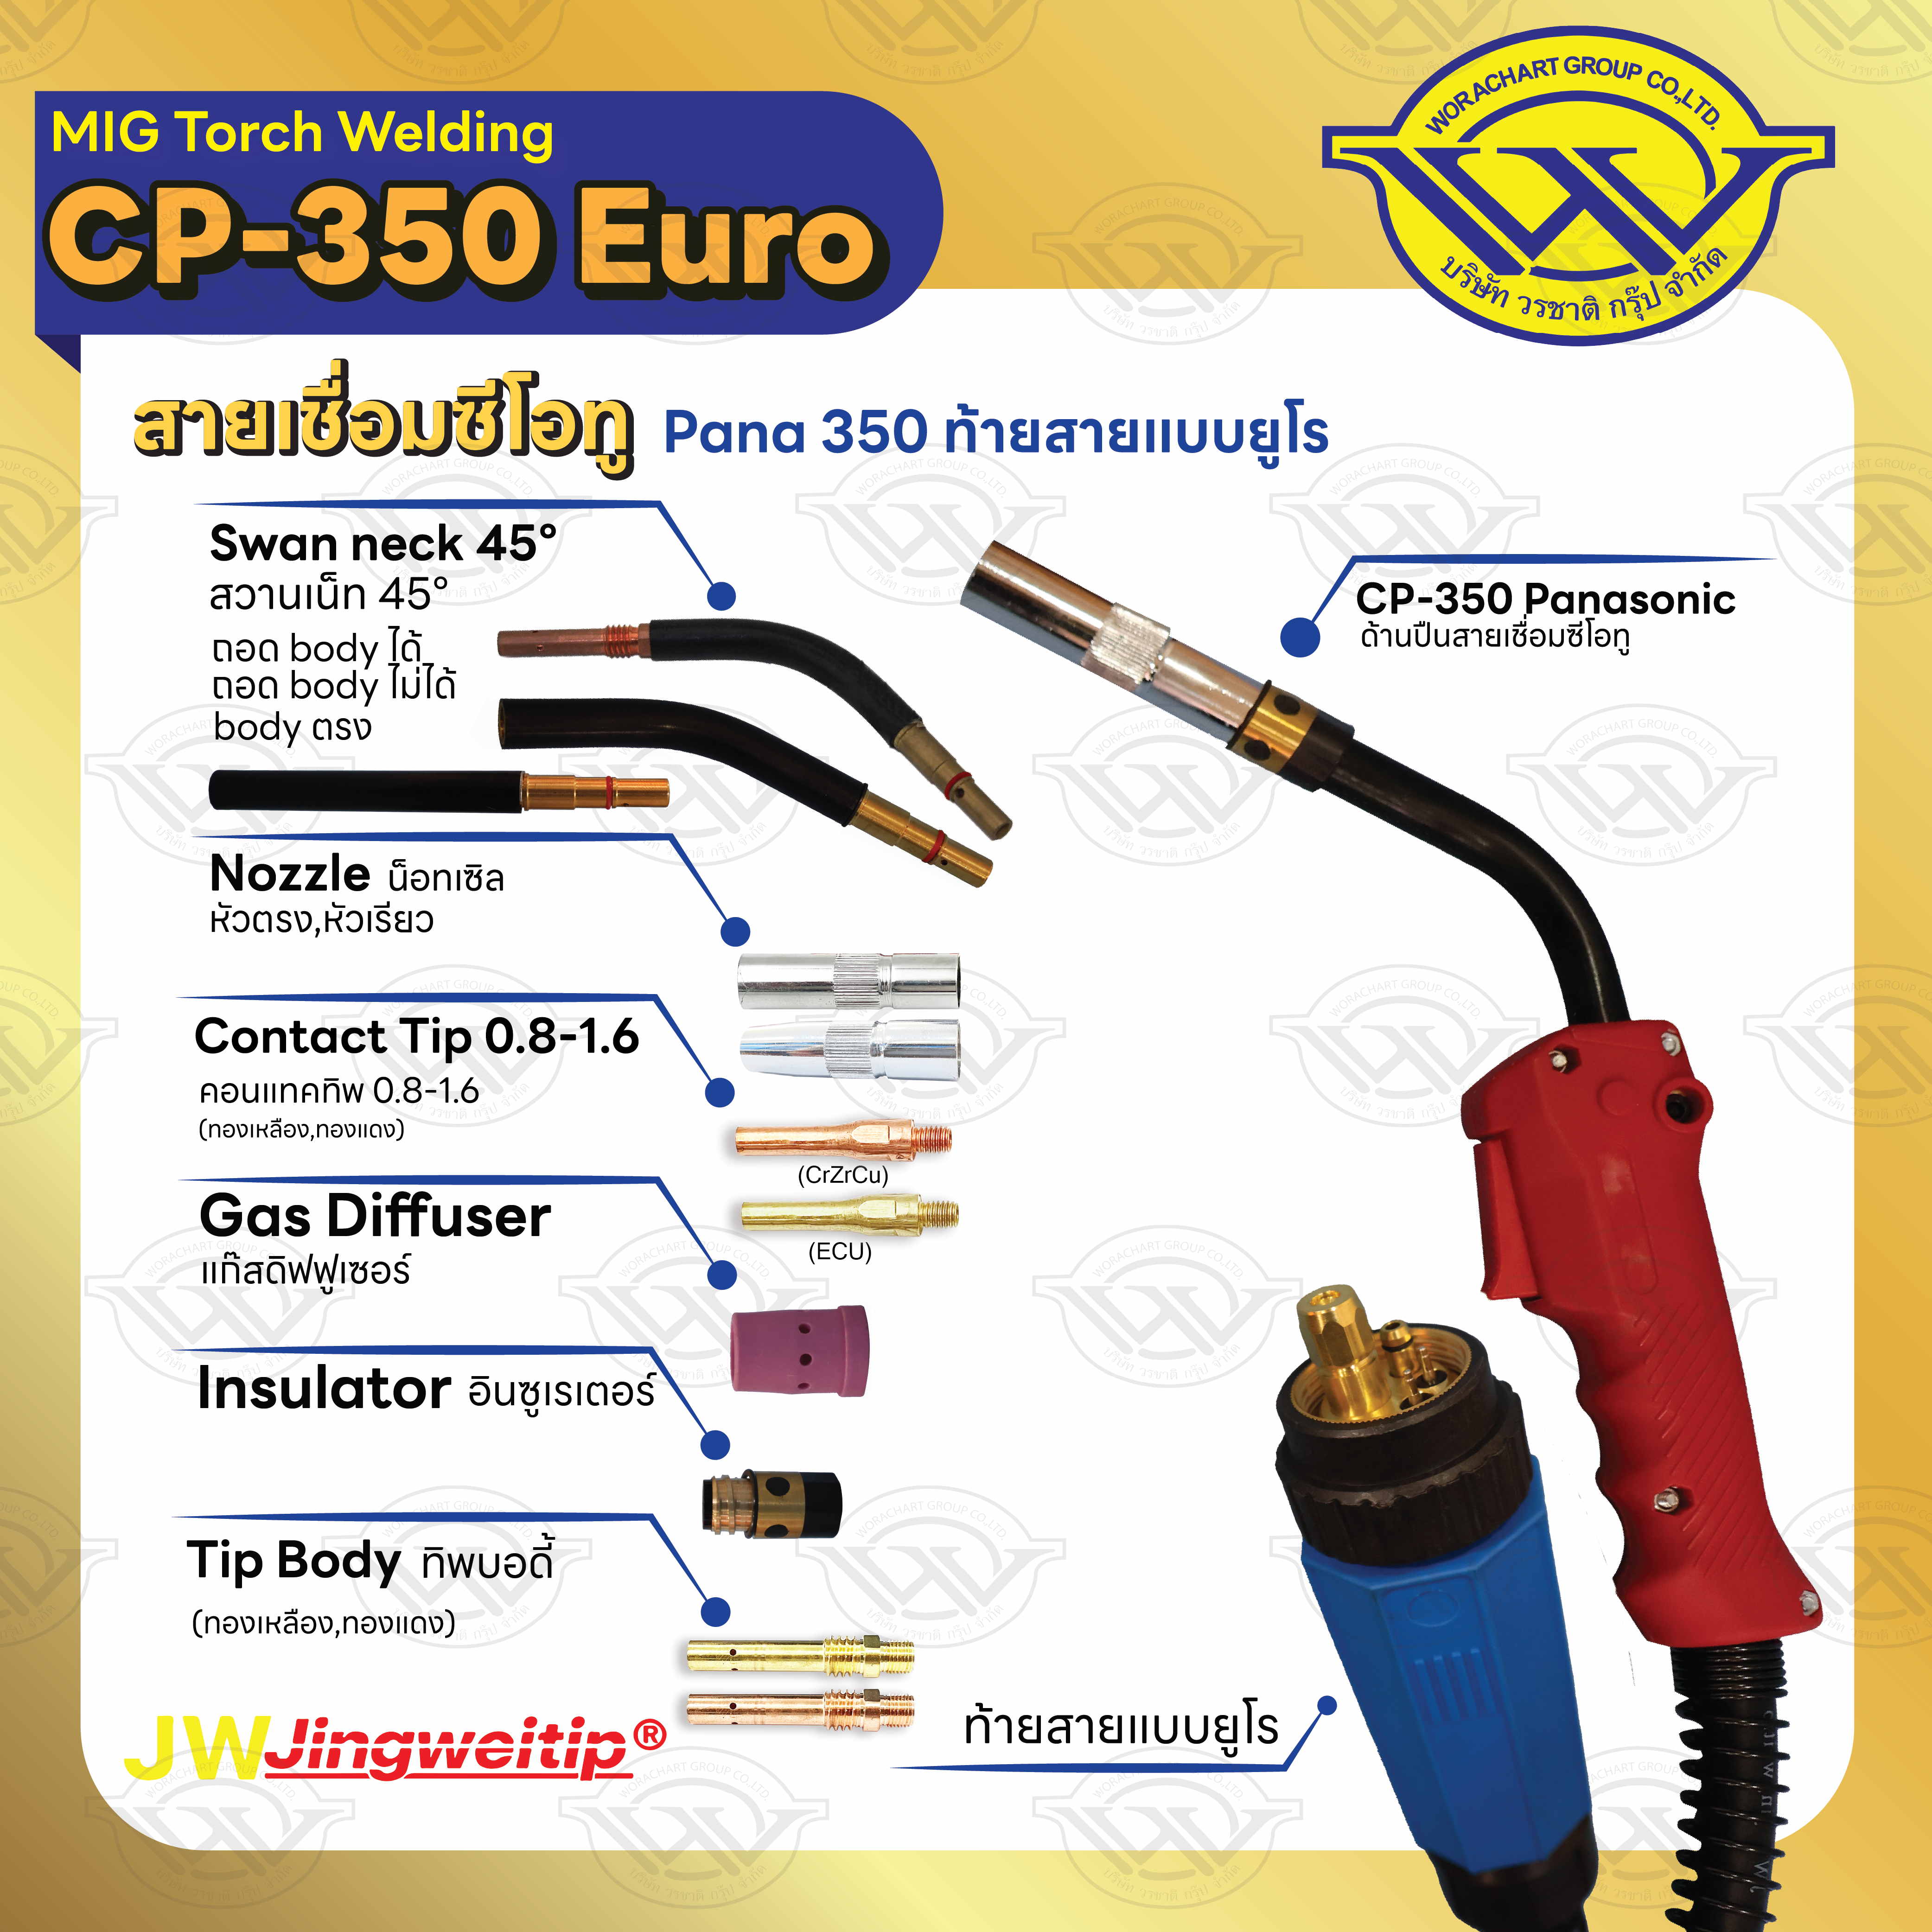 MIG Torch Welding
CP-350 Euro
WORACHART GROUP CO.,LTD.
W
บริษัท วรชาติ กรุ๊ป จำกัด
สายเชื่อมซีโอทู Pana 350 ท้ายสายแบบยูโร
Swan neck 45°
สวานเน็ท 45°
ถอด body ได้
ถอด body ไม่ได้
body ตรง
CP-350 Panasonic
ด้านปืนสายเชื่อมซีโอทู
Nozzle น็อทเซิล
หัวตรง,หัวเรียว
Contact Tip 0.8-1.6
คอนแทคทิพ 0.8-1.6
(ทองเหลือง,ทองแดง)
(CrZrCu)
(ECU)
Gas Diffuser
แก๊สดิฟฟูเซอร์
Insulator อินซูเรเตอร์
Tip Body ทิพบอดี้
(ทองเหลือง,ทองแดง)
ท้ายสายแบบยูโร
JWJingweitip®